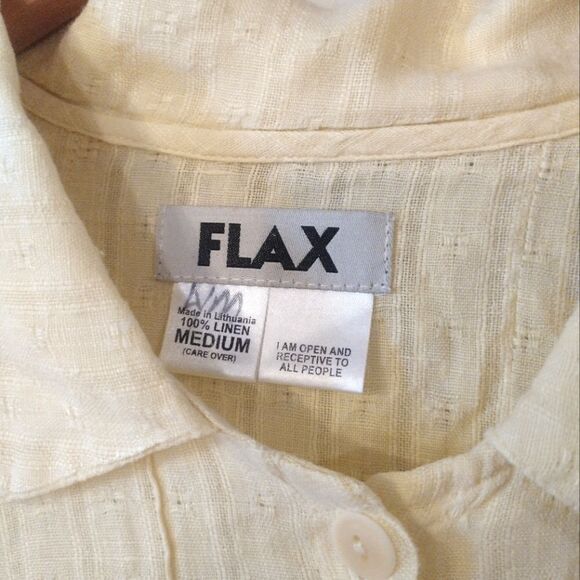 FLAX
Made in Lithuania
100% LINEN
MEDIUM
(CARE OVER)
I AM OPEN AND
RECEPTIVE TO
ALL PEOPLE